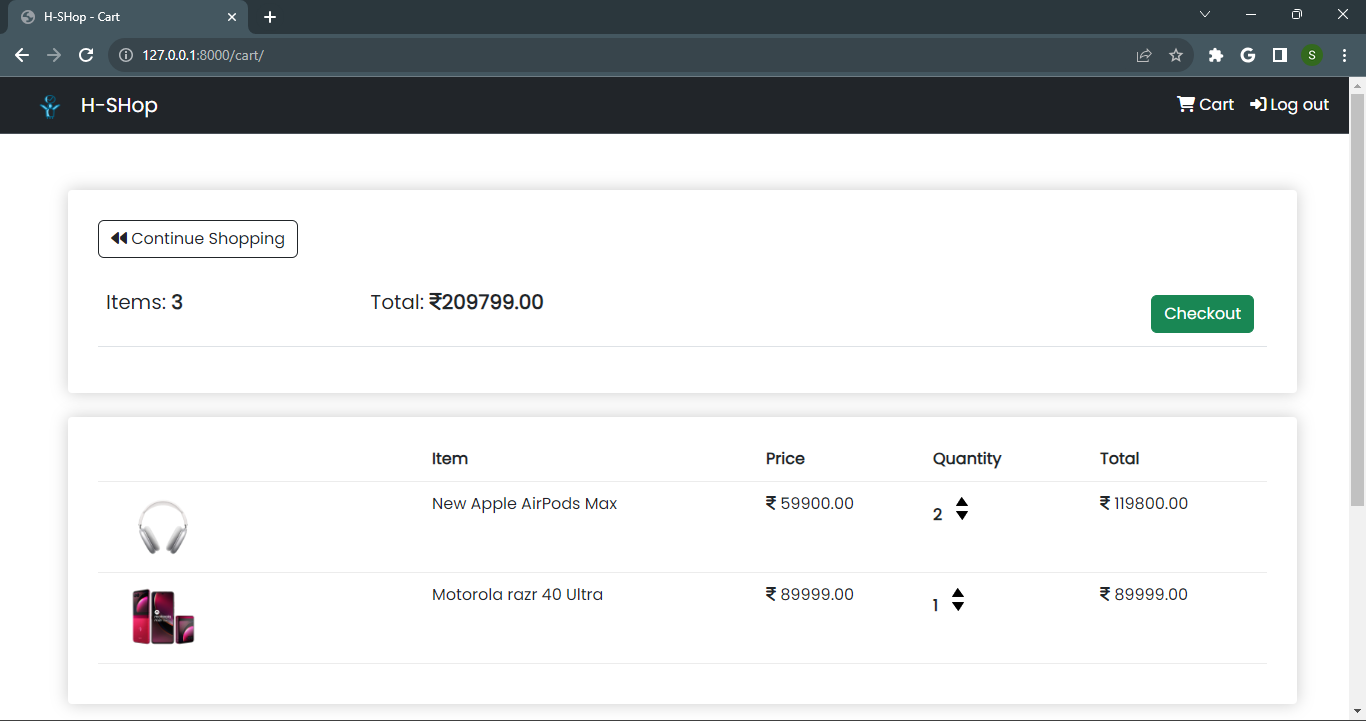 H-SHop - Cart
127.0.0.1:8000/cart/
G
S
H-SHop
Cart Log out
Continue Shopping
Items: 3 Total: ₹209799.00
Checkout
Item Price Quantity Total
New Apple AirPods Max ₹ 59900.00 2 ₹ 119800.00
Motorola razr 40 Ultra ₹ 89999.00 1 ₹ 89999.00